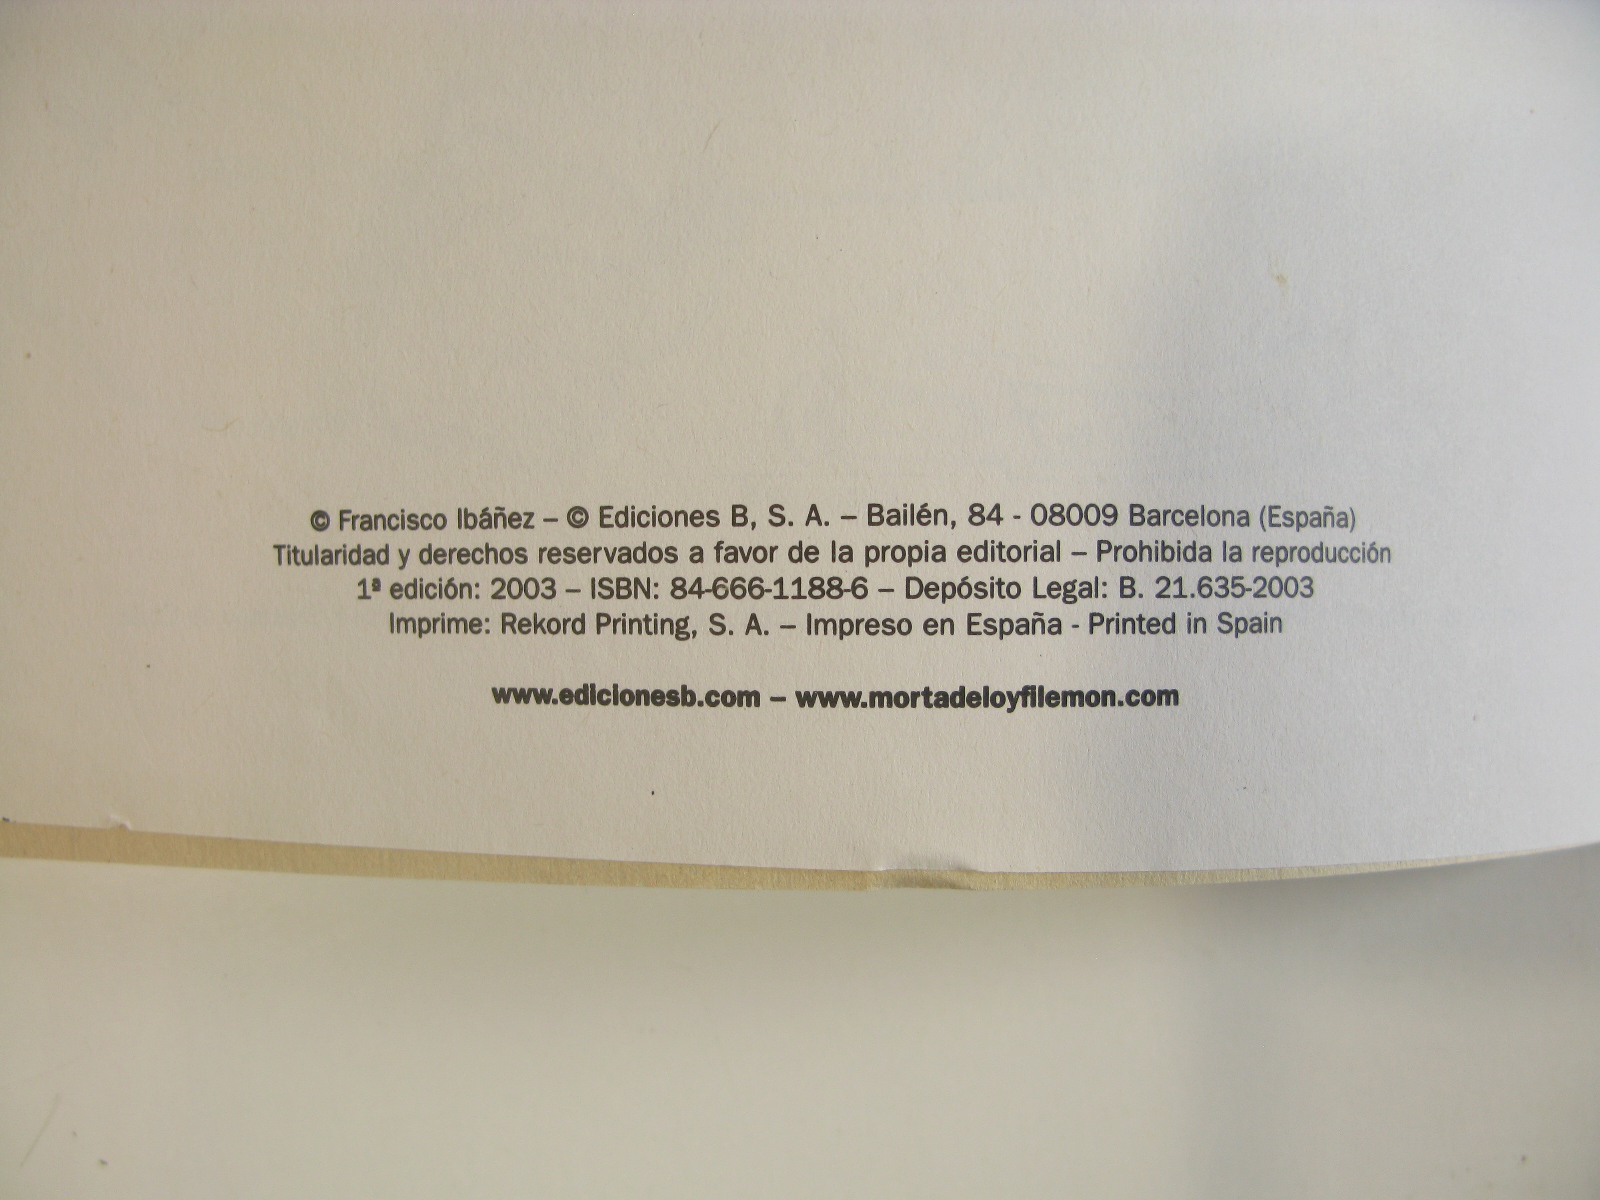 © Francisco Ibáñez – © Ediciones B, S. A. – Bailén, 84 - 08009 Barcelona (España)
Titularidad y derechos reservados a favor de la propia editorial – Prohibida la reproducción
1ª edición: 2003 – ISBN: 84-666-1188-6 – Depósito Legal: B. 21.635-2003
Imprime: Rekord Printing, S. A. – Impreso en España - Printed in Spain
www.edicionesb.com – www.mortadeloyfilemon.com